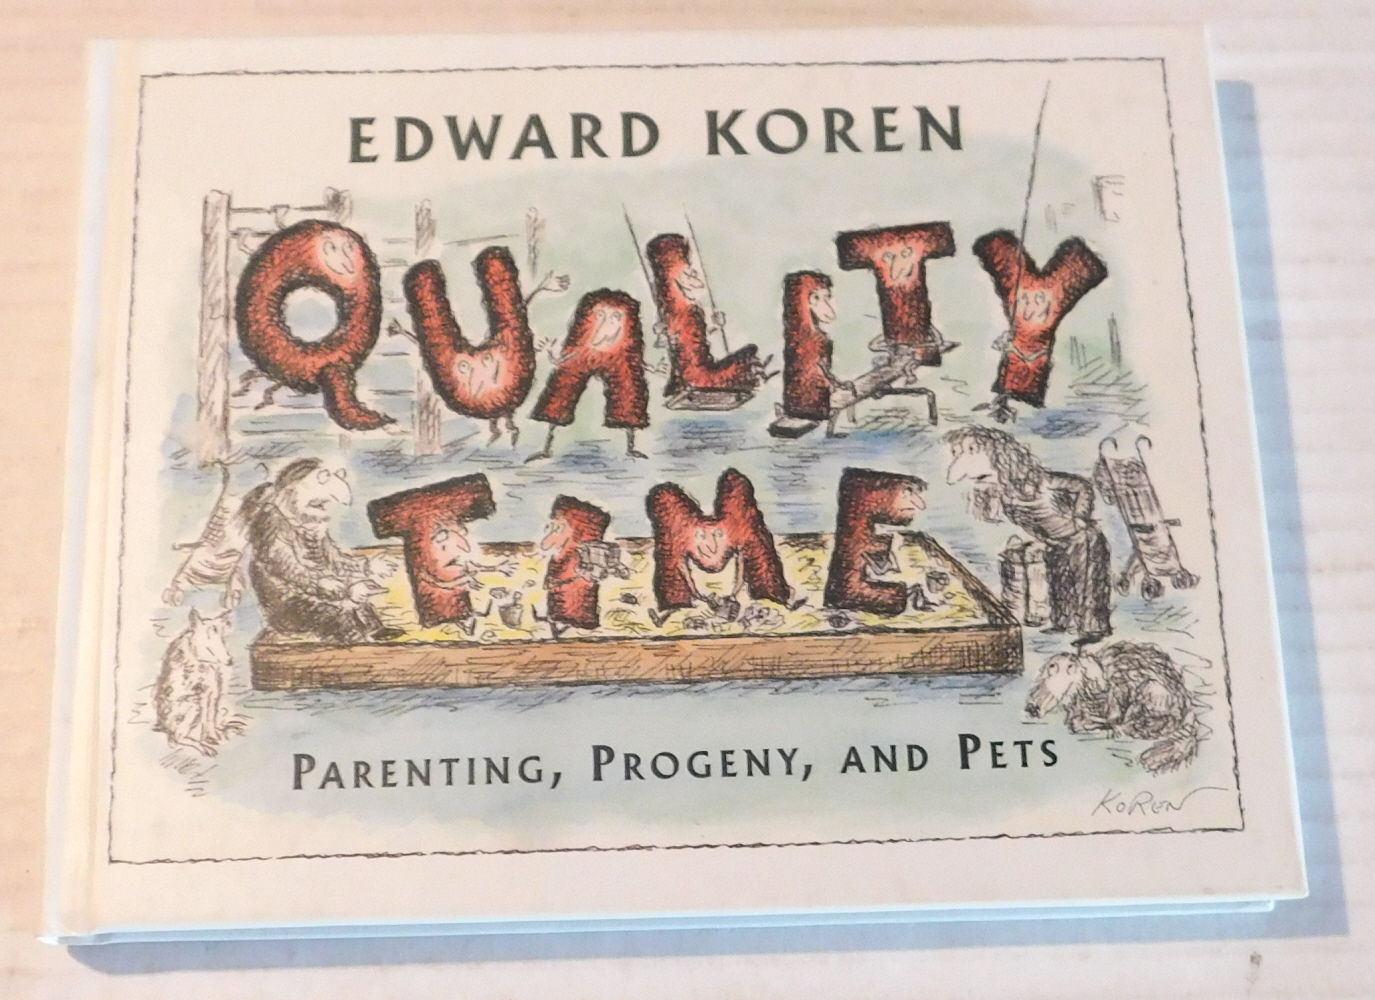 EDWARD KOREN
QUALITY
TIME
PARENTING, PROGENY, AND PETS
KOREN